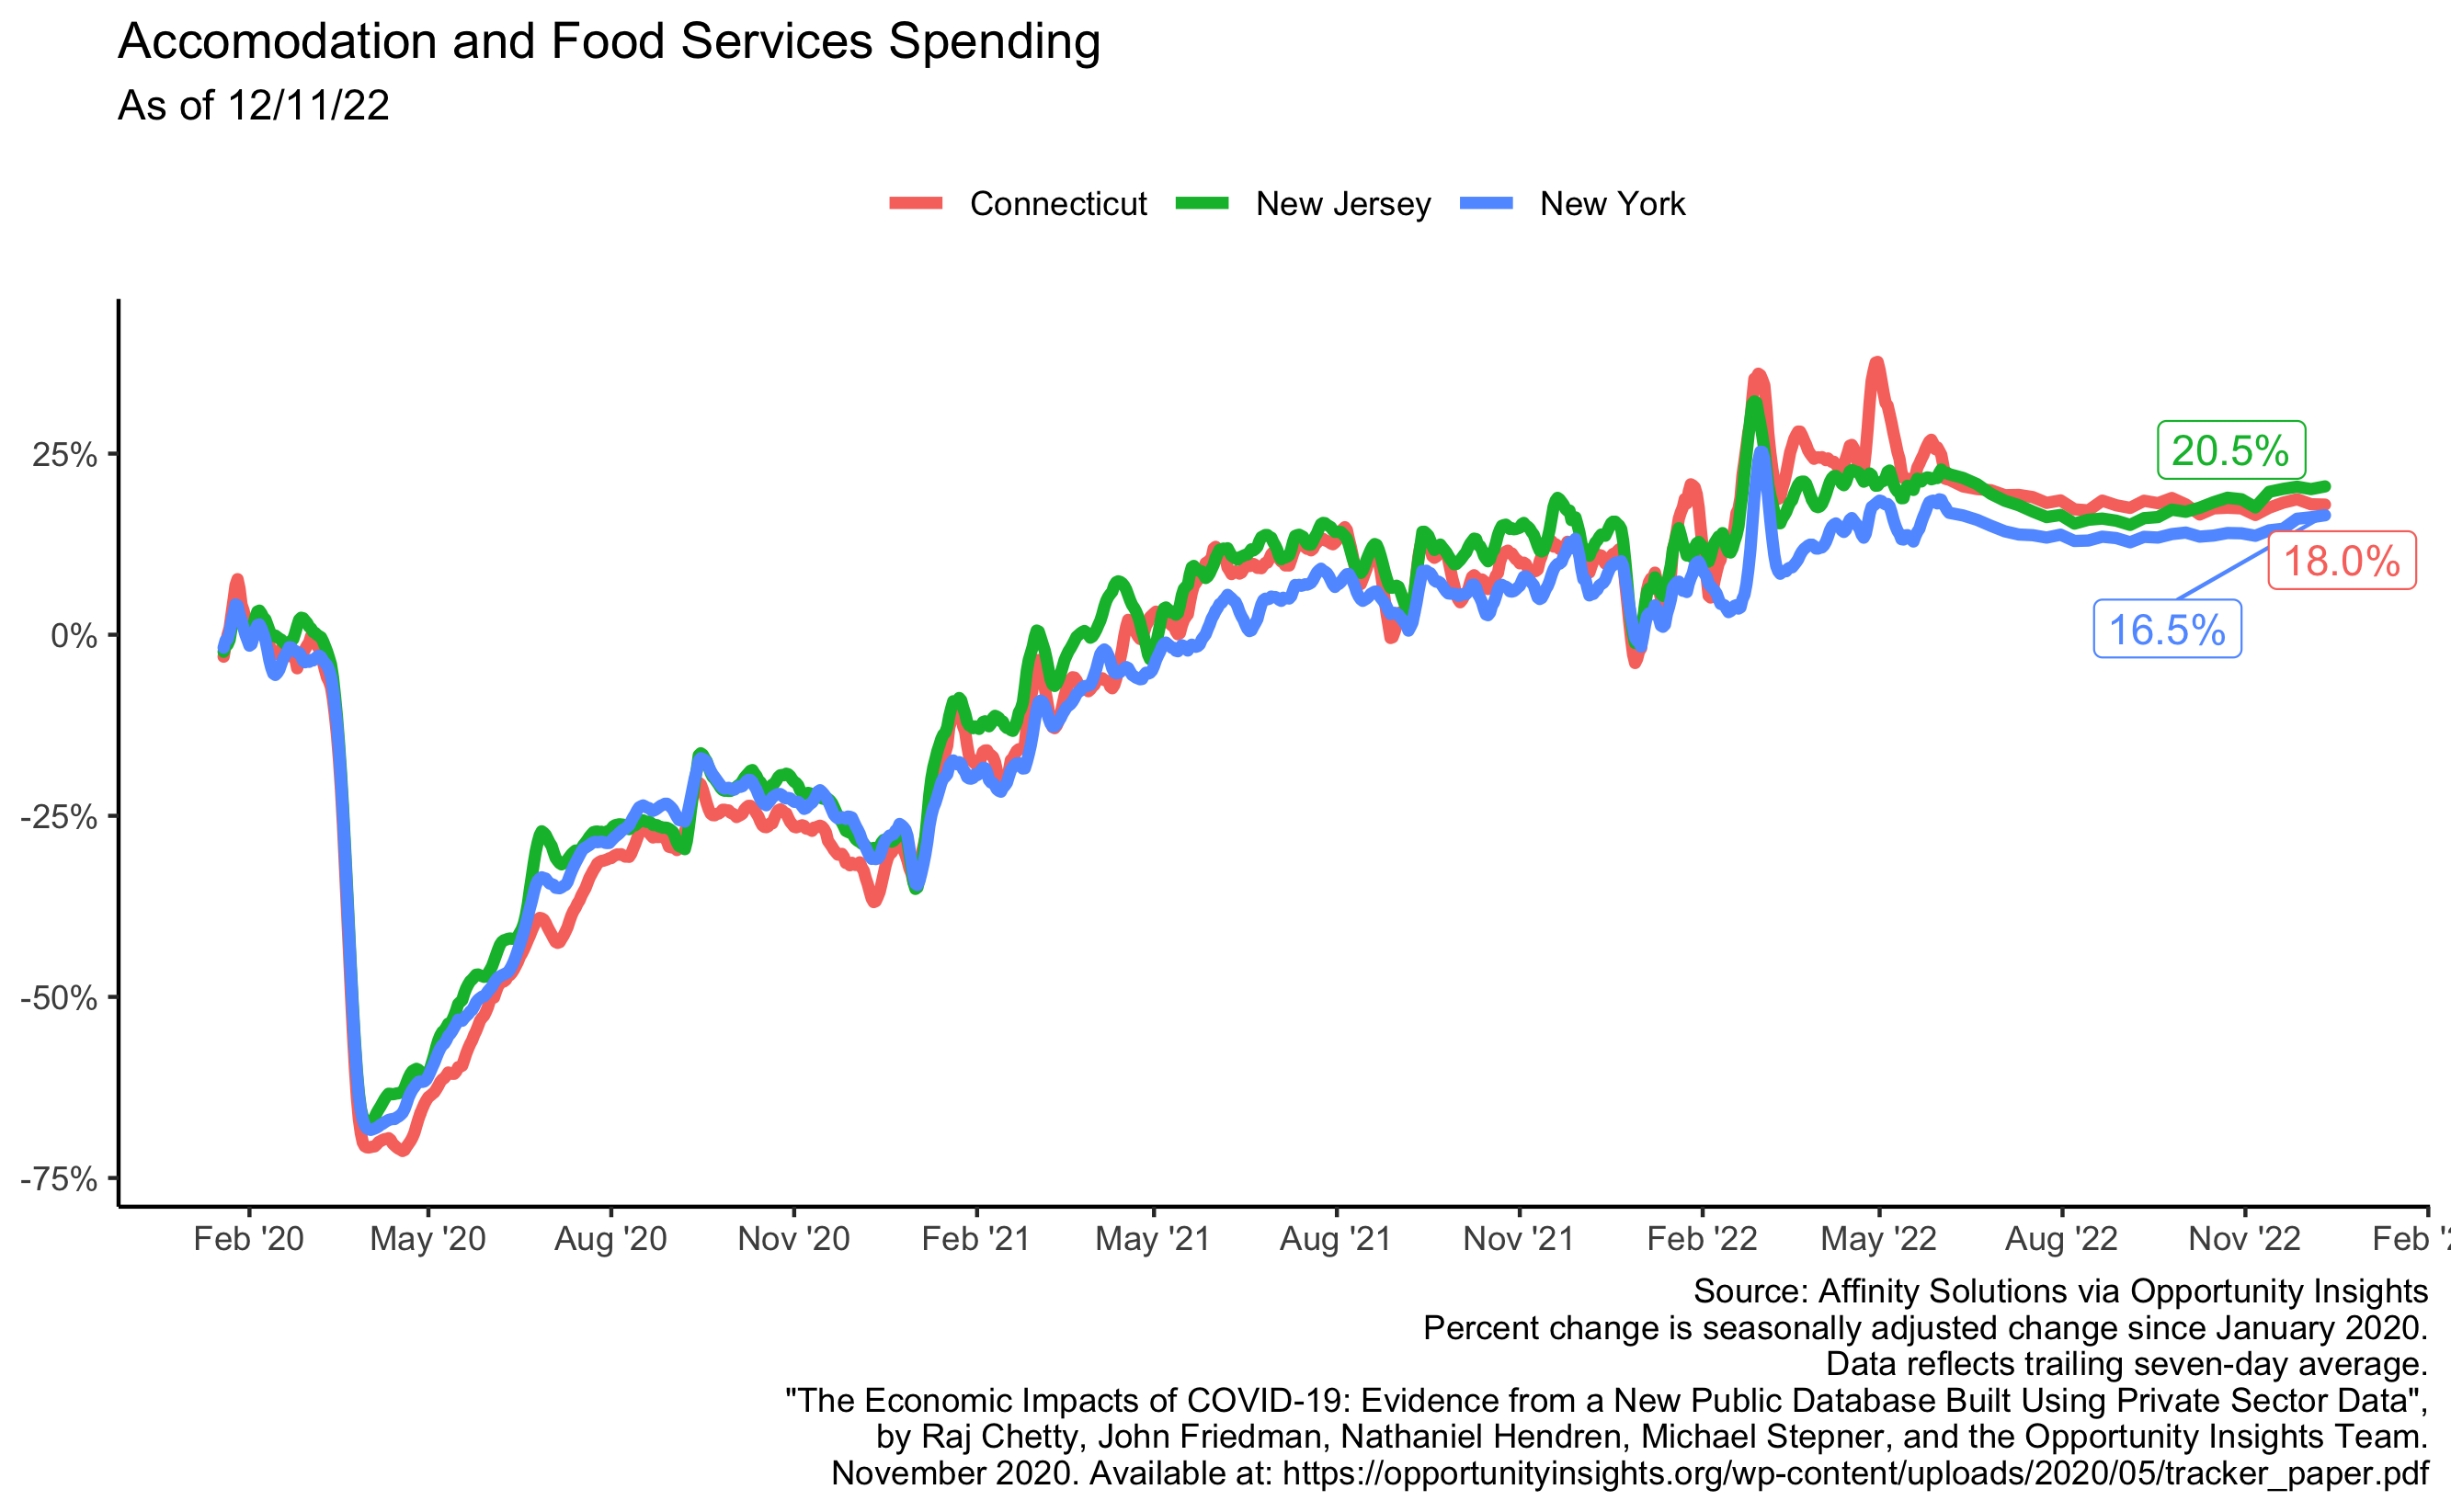 Accomodation and Food Services Spending
As of 12/11/22
Connecticut New Jersey New York
25%
0%
-25%
-50%
-75%
20.5%
18.0%
16.5%
Feb '20 May '20 Aug '20 Nov '20 Feb '21 May '21 Aug '21 Nov '21 Feb '22 May '22 Aug '22 Nov '22 Feb
Source: Affinity Solutions via Opportunity Insights
Percent change is seasonally adjusted change since January 2020.
Data reflects trailing seven-day average.
"The Economic Impacts of COVID-19: Evidence from a New Public Database Built Using Private Sector Data",
by Raj Chetty, John Friedman, Nathaniel Hendren, Michael Stepner, and the Opportunity Insights Team.
November 2020. Available at: https://opportunityinsights.org/wp-content/uploads/2020/05/tracker_paper.pdf